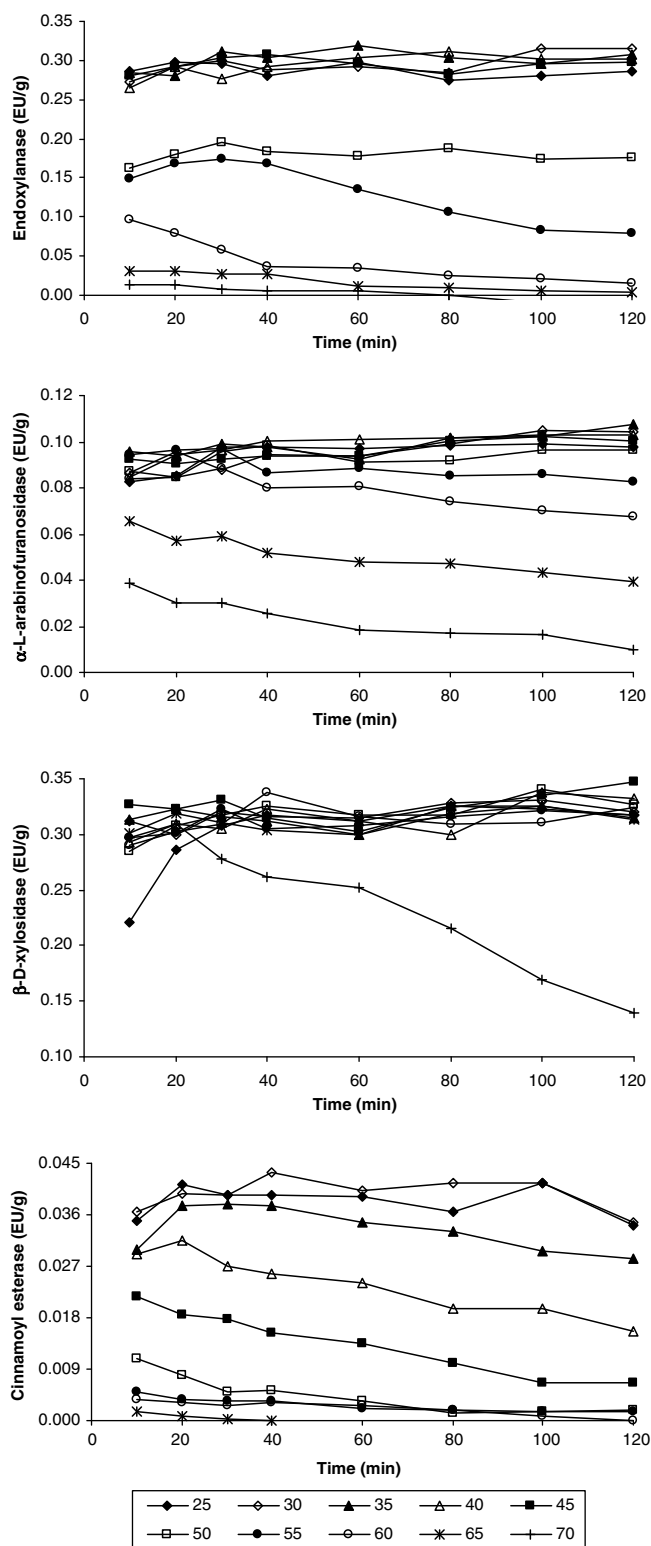 Endoxylanase (EU/g)
0.35
0.30
0.25
0.20
0.15
0.10
0.05
0.00
0 20 40 60 80 100 120
Time (min)
α-L-arabinofuranosidase (EU/g)
0.12
0.10
0.08
0.06
0.04
0.02
0.00
0 20 40 60 80 100 120
Time (min)
β-D-xylosidase (EU/g)
0.35
0.30
0.25
0.20
0.15
0.10
0 20 40 60 80 100 120
Time (min)
Cinnamoyl esterase (EU/g)
0.045
0.036
0.027
0.018
0.009
0.000
0 20 40 60 80 100 120
Time (min)
25 30 35 40 45
50 55 60 65 70